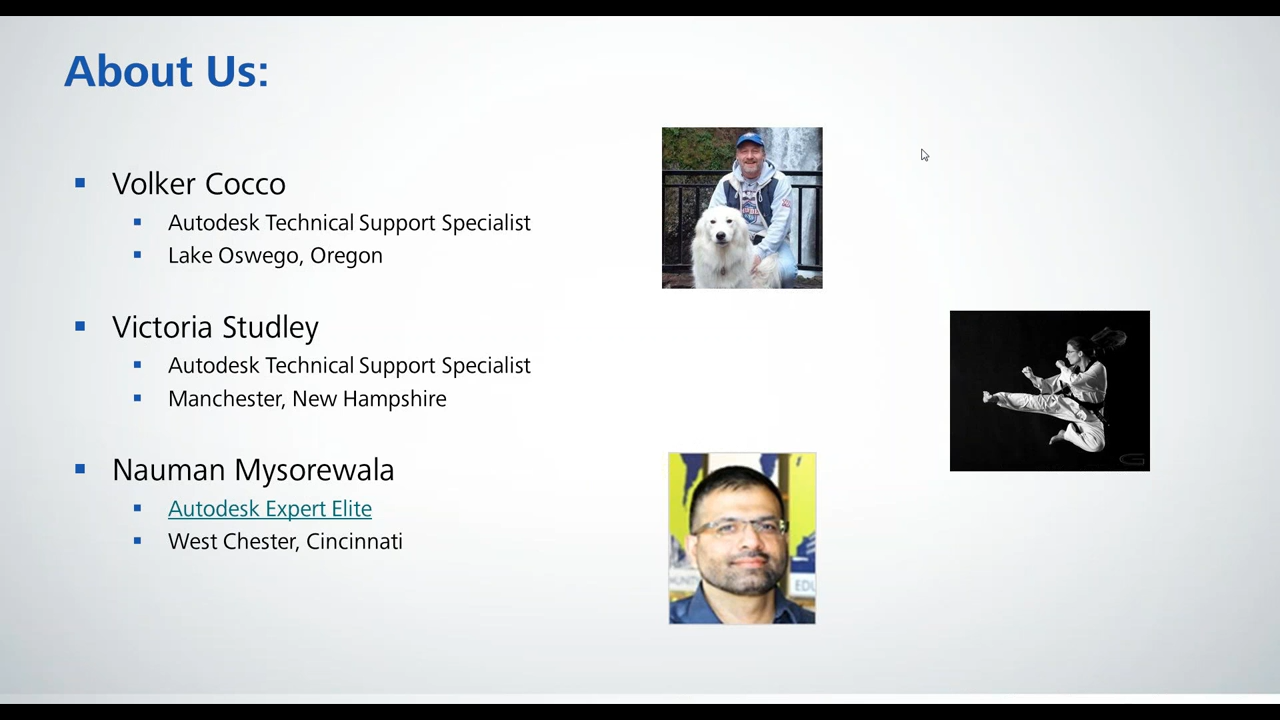 About Us:
Volker Cocco
Autodesk Technical Support Specialist
Lake Oswego, Oregon
Victoria Studley
Autodesk Technical Support Specialist
Manchester, New Hampshire
Nauman Mysorewala
Autodesk Expert Elite
West Chester, Cincinnati